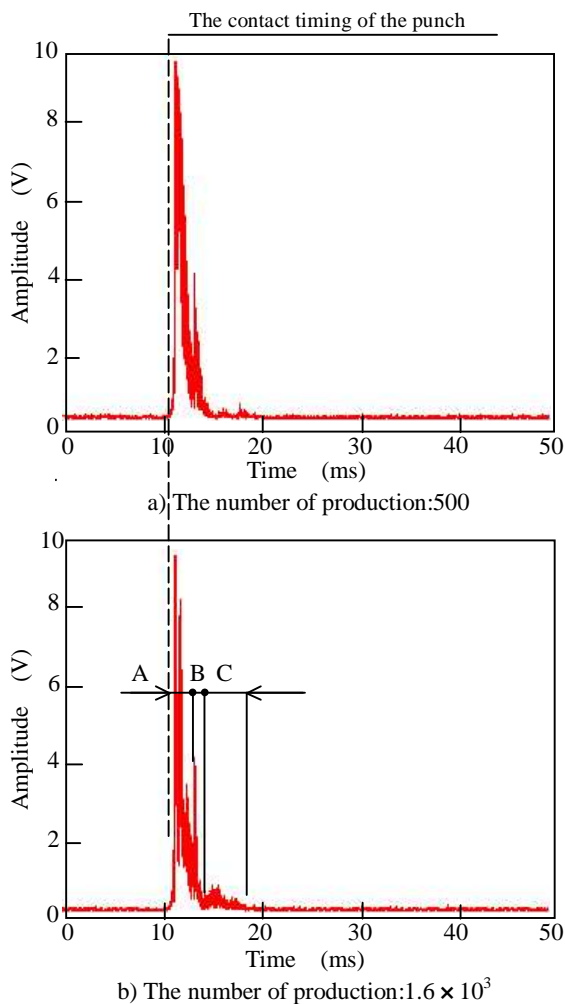 The contact timing of the punch
10
8
6
4
2
0
Amplitude (V)
0 10 20 30 40 50
Time (ms)
a) The number of production:500
10
8
6
4
2
0
Amplitude (V)
A B C
0 10 20 30 40 50
Time (ms)
b) The number of production:1.6 × 10³